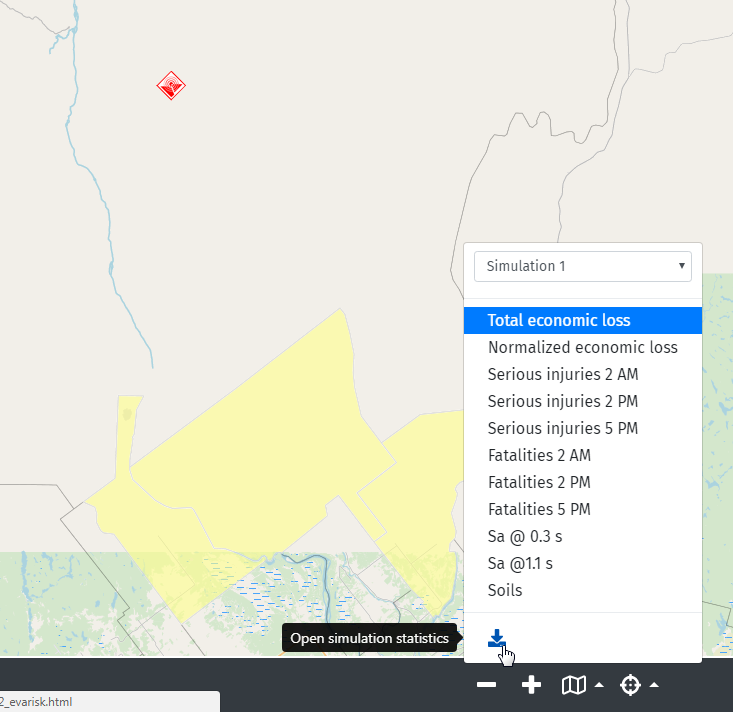 Simulation 1
Total economic loss
Normalized economic loss
Serious injuries 2 AM
Serious injuries 2 PM
Serious injuries 5 PM
Fatalities 2 AM
Fatalities 2 PM
Fatalities 5 PM
Sa @ 0.3 s
Sa @1.1 s
Soils
Open simulation statistics
2_evarisk.html